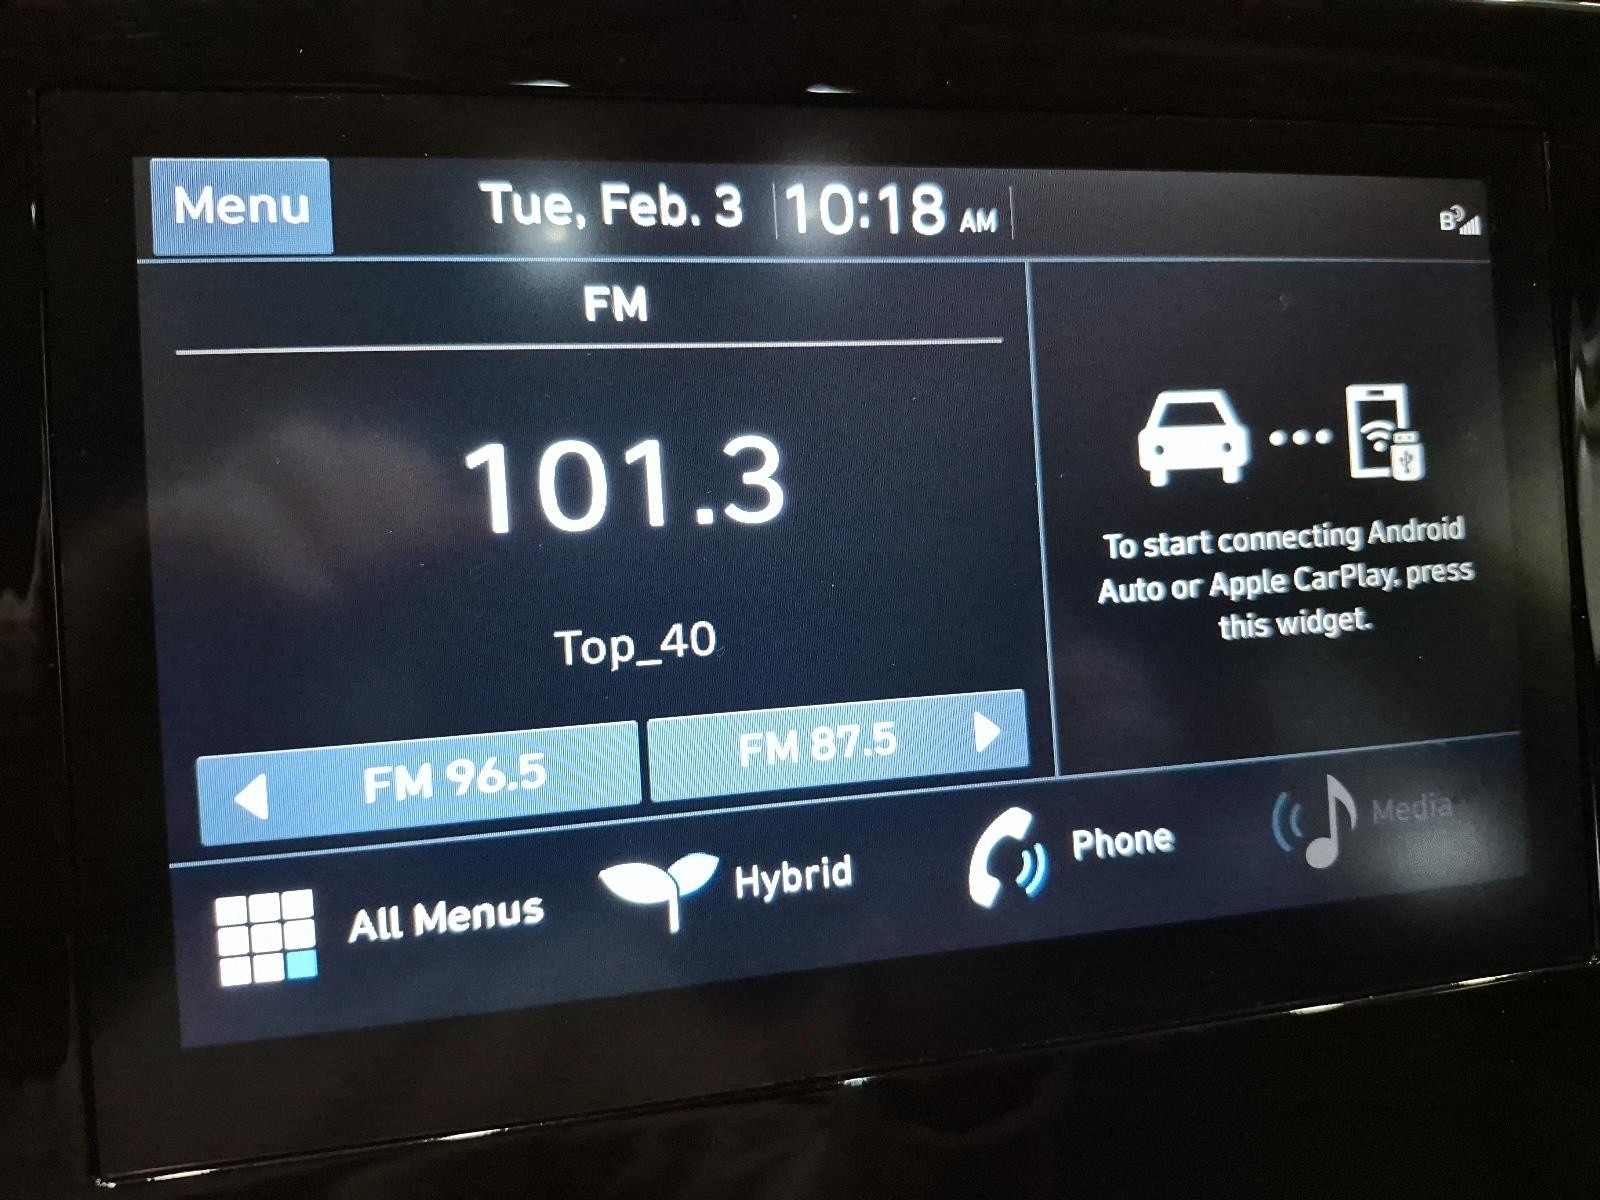 Menu
Tue, Feb. 3
10:18 AM
B
FM
101.3
Top_40
FM 96.5
FM 87.5
To start connecting Android
Auto or Apple CarPlay, press
this widget.
All Menus
Hybrid
Phone
Media